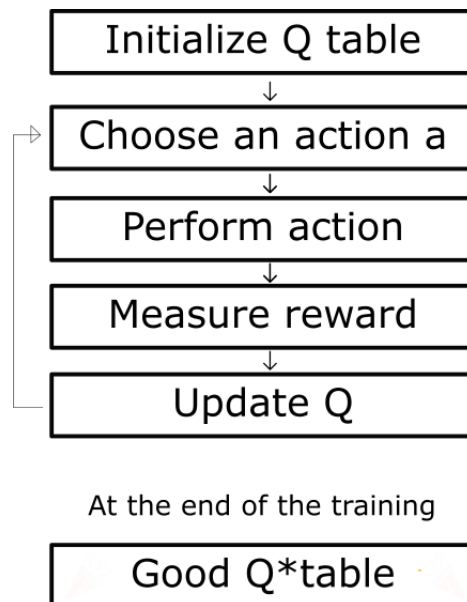 Initialize Q table
Choose an action a
Perform action
Measure reward
Update Q
At the end of the training
Good Q*table